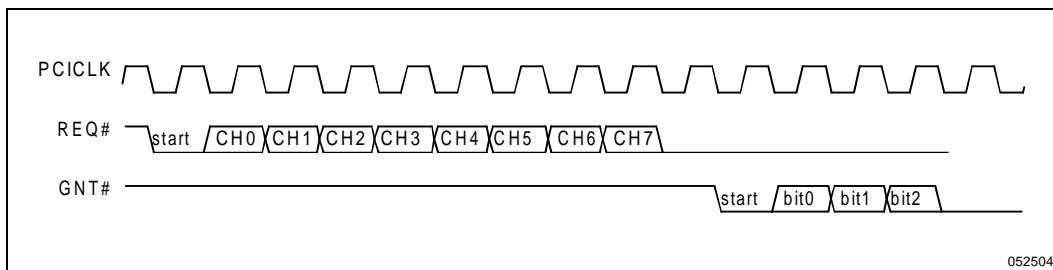 PCICLK
REQ# start CH0 CH1 CH2 CH3 CH4 CH5 CH6 CH7
GNT# start bit0 bit1 bit2
052504